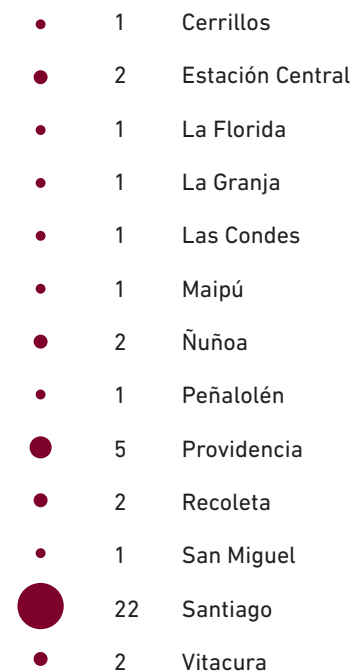 1 Cerrillos
2 Estación Central
1 La Florida
1 La Granja
1 Las Condes
1 Maipú
2 Ñuñoa
1 Peñalolén
5 Providencia
2 Recoleta
1 San Miguel
22 Santiago
2 Vitacura